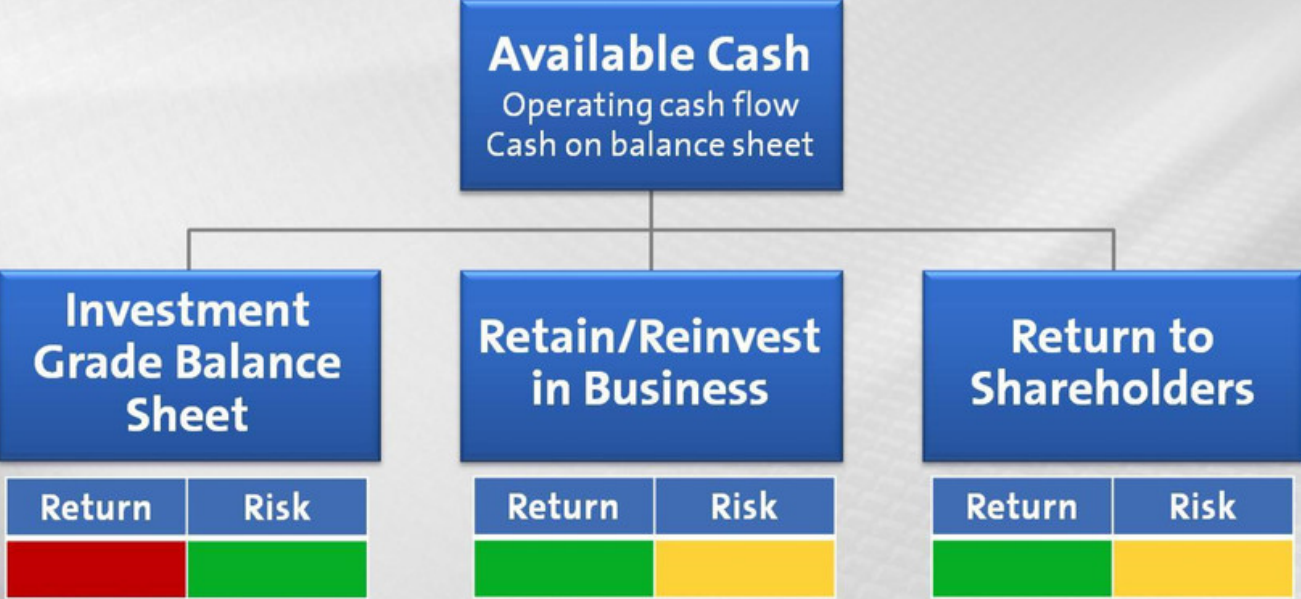 Available Cash
Operating cash flow
Cash on balance sheet
Investment
Grade Balance
Sheet
Retain/Reinvest
in Business
Return to
Shareholders
Return Risk
Return Risk
Return Risk